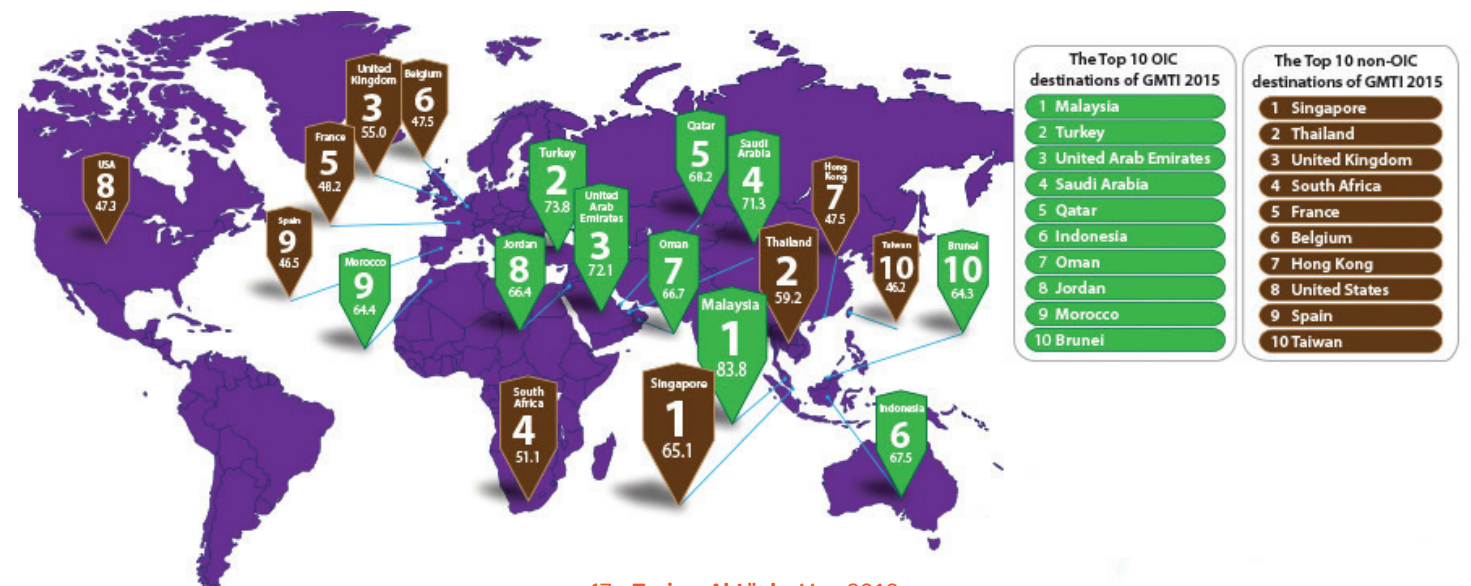 United
Kingdom
3
55.0
Belgium
6
47.5
France
5
48.2
USA
8
47.3
Spain
9
46.5
Morocco
9
64.4
Turkey
2
73.8
United
Arab
Emirates
3
72.1
Jordan
8
66.4
Qatar
5
68.2
Saudi
Arabia
4
71.3
Oman
7
66.7
Hong
Kong
7
47.5
Thailand
2
59.2
Taiwan
10
46.2
Brunei
10
64.3
Malaysia
1
83.8
Singapore
1
65.1
South
Africa
4
51.1
Indonesia
6
67.5
The Top 10 OIC
destinations of GMTI 2015
1 Malaysia
2 Turkey
3 United Arab Emirates
4 Saudi Arabia
5 Qatar
6 Indonesia
7 Oman
8 Jordan
9 Morocco
10 Brunei
The Top 10 non-OIC
destinations of GMTI 2015
1 Singapore
2 Thailand
3 United Kingdom
4 South Africa
5 France
6 Belgium
7 Hong Kong
8 United States
9 Spain
10 Taiwan